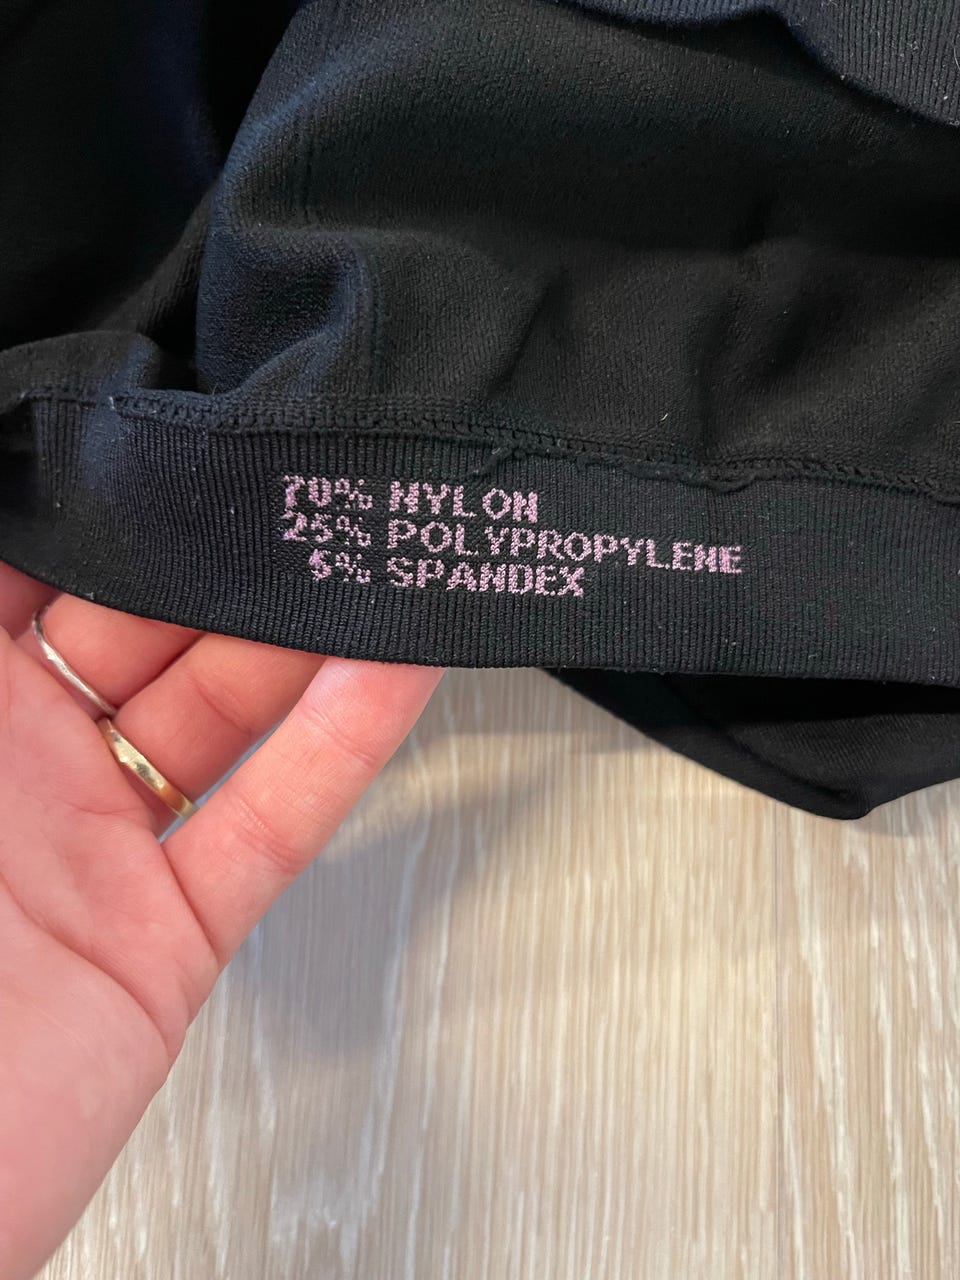 70% NYLON
25% POLYPROPYLENE
5% SPANDEX